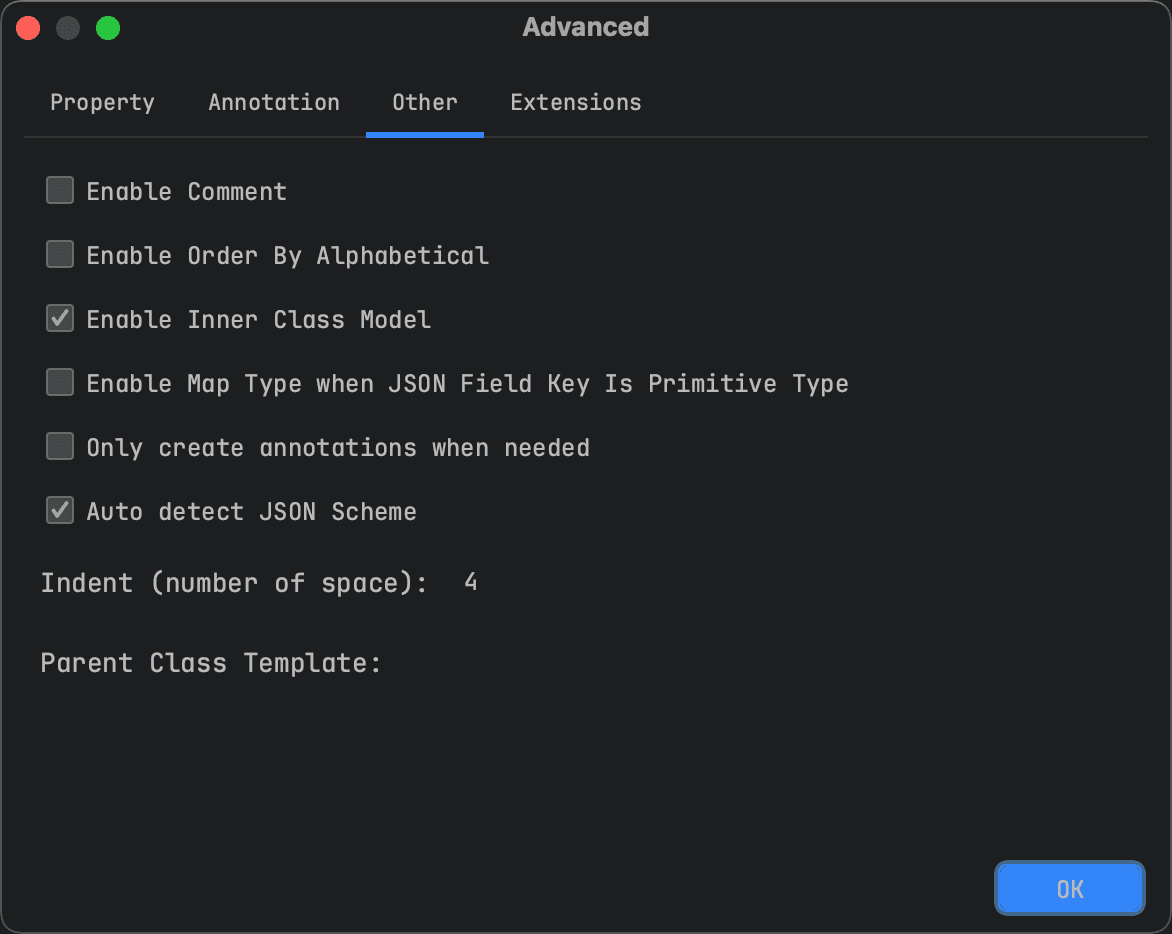 Advanced
Property Annotation Other Extensions
Enable Comment
Enable Order By Alphabetical
Enable Inner Class Model
Enable Map Type when JSON Field Key Is Primitive Type
Only create annotations when needed
Auto detect JSON Scheme
Indent (number of space): 4
Parent Class Template:
OK